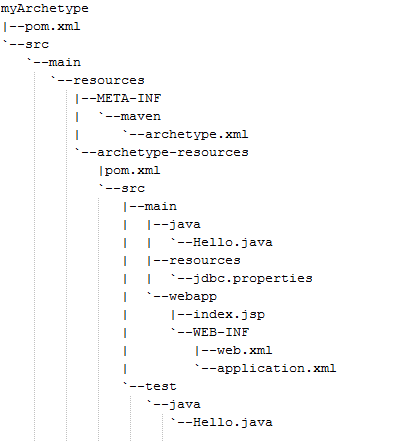 myArchetype
|--pom.xml
`--src
`--main
`--resources
|--META-INF
| `--maven
| `--archetype.xml
`--archetype-resources
|pom.xml
`--src
|--main
| |--java
| | `--Hello.java
| |--resources
| | `--jdbc.properties
| `--webapp
| |--index.jsp
| `--WEB-INF
| |--web.xml
| `--application.xml
`--test
`--java
`--Hello.java